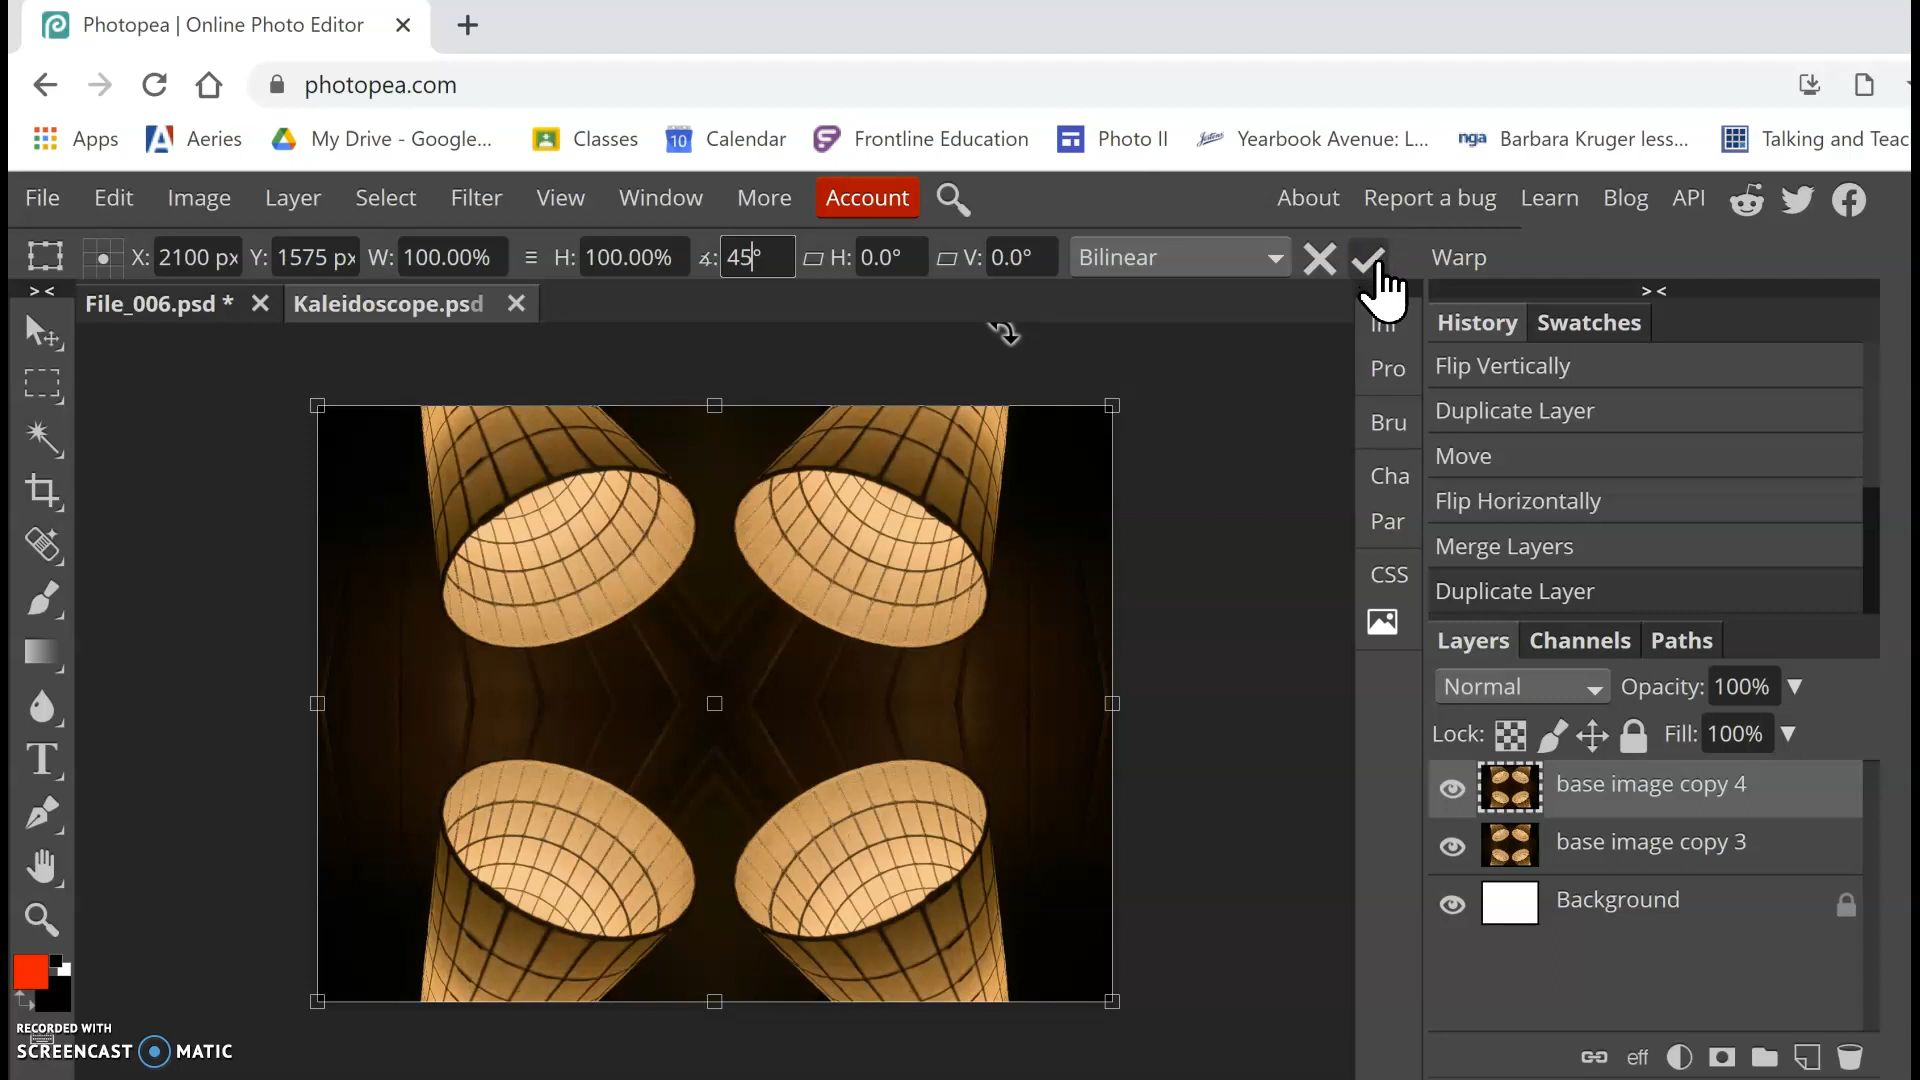 Photopea | Online Photo Editor
photopea.com
Apps Aeries My Drive - Google... Classes 10 Calendar Frontline Education Photo II Yearbook Avenue: L... nga Barbara Kruger less... Talking and Teac
File Edit Image Layer Select Filter View Window More Account About Report a bug Learn Blog API
X: 2100 px Y: 1575 px W: 100.00% H: 100.00% 45° H: 0.0° V: 0.0° Bilinear Warp
> < > <
File_006.psd * Kaleidoscope.psd
Inf
History Swatches
Flip Vertically
Pro
Duplicate Layer
Bru
Move
Cha
Flip Horizontally
Par
Merge Layers
CSS
Duplicate Layer
Layers Channels Paths
Normal Opacity: 100%
Lock: Fill: 100%
base image copy 4
base image copy 3
Background
T
RECORDED WITH
SCREENCAST MATIC
eff